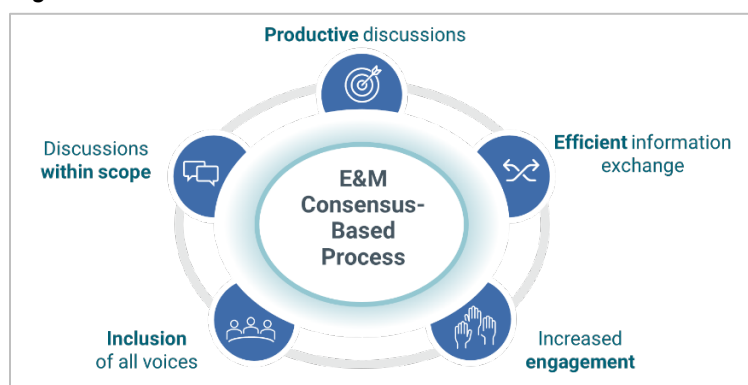 Productive discussions
Discussions
within scope
Efficient information
exchange
E&M
Consensus-
Based
Process
Inclusion
of all voices
Increased
engagement